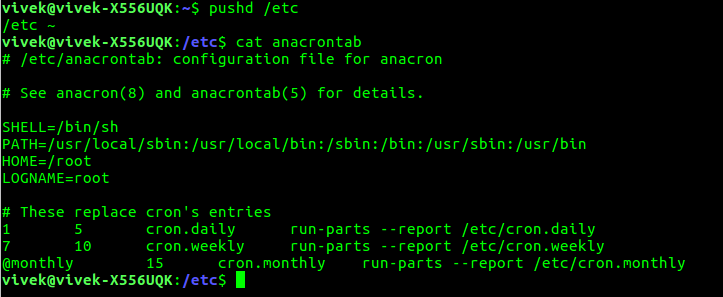 vivek@vivek-X556UQK:~$ pushd /etc
/etc ~
vivek@vivek-X556UQK:/etc$ cat anacrontab
# /etc/anacrontab: configuration file for anacron
# See anacron(8) and anacrontab(5) for details.
SHELL=/bin/sh
PATH=/usr/local/sbin:/usr/local/bin:/sbin:/bin:/usr/sbin:/usr/bin
HOME=/root
LOGNAME=root
# These replace cron's entries
1       5       cron.daily      run-parts --report /etc/cron.daily
7       10      cron.weekly     run-parts --report /etc/cron.weekly
@monthly        15      cron.monthly    run-parts --report /etc/cron.monthly
vivek@vivek-X556UQK:/etc$